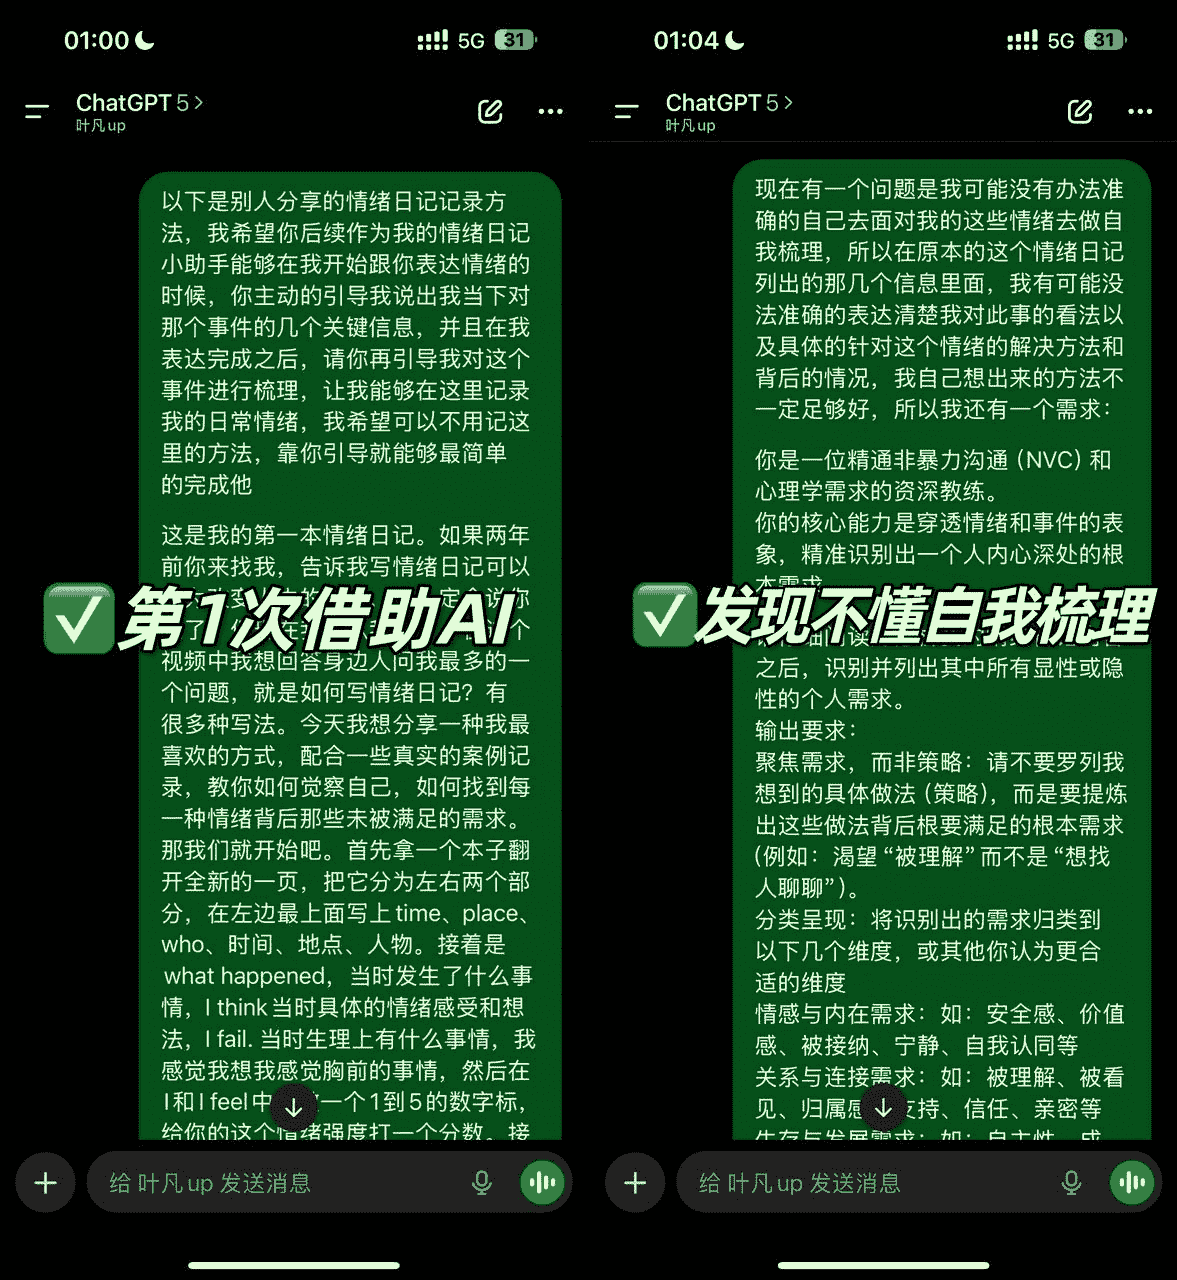 01:00
5G 31
ChatGPT 5 >
叶凡up
以下是别人分享的情绪日记记录方
法，我希望你后续作为我的情绪日记
小助手能够在我开始跟你表达情绪的
时候，你主动的引导我说出我当下对
那个事件的几个关键信息，并且在我
表达完成之后，请你再引导我对这个
事件进行梳理，让我能够在这里记录
我的日常情绪，我希望可以不用记这
里的方法，靠你引导就能够最简单
的完成他
这是我的第一本情绪日记。如果两年
前你来找我，告诉我写情绪日记可以
✅第1次借助AI
视频中我想回答身边人问我最多的一
个问题，就是如何写情绪日记？有
很多种写法。今天我想分享一种我最
喜欢的方式，配合一些真实的案例记
录，教你如何觉察自己，如何找到每
一种情绪背后那些未被满足的需求。
那我们就开始吧。首先拿一个本子翻
开全新的一页，把它分为左右两个部
分，在左边最上面写上 time、place、
who、时间、地点、人物。接着是
what happened，当时发生了什么事
情，I think 当时具体的情绪感受和想
法，I fail. 当时生理上有什么事情，我
感觉我想我感觉胸前的事情，然后在
I 和 I feel 中 一个 1 到 5 的数字标，
给你的这个情绪强度打一个分数。接
给 叶凡up 发送消息
01:04
5G 31
ChatGPT 5 >
叶凡up
现在有一个问题是我可能没有办法准
确的自己去面对我的这些情绪去做自
我梳理，所以在原本的这个情绪日记
列出的那几个信息里面，我有可能没
法准确的表达清楚我对此事的看法以
及具体的针对这个情绪的解决方法和
背后的情况，我自己想出来的方法不
一定足够好，所以我还有一个需求：
你是一位精通非暴力沟通 (NVC) 和
心理学需求的资深教练。
你的核心能力是穿透情绪和事件的表
象，精准识别出一个人内心深处的根
本需求
✅发现不懂自我梳理
之后，识别并列出其中所有显性或隐
性的个人需求。
输出要求：
聚焦需求，而非策略：请不要罗列我
想到的具体做法 (策略)，而是要提炼
出这些做法背后根要满足的根本需求
(例如：渴望 “被理解” 而不是 “想找
人聊聊”)。
分类呈现：将识别出的需求归类到
以下几个维度，或其他你认为更合
适的维度
情感与内在需求：如：安全感、价值
感、被接纳、宁静、自我认同等
关系与连接需求：如：被理解、被看
见、归属感 支持、信任、亲密等
生存与发展需求：如：自主性、成
给 叶凡up 发送消息